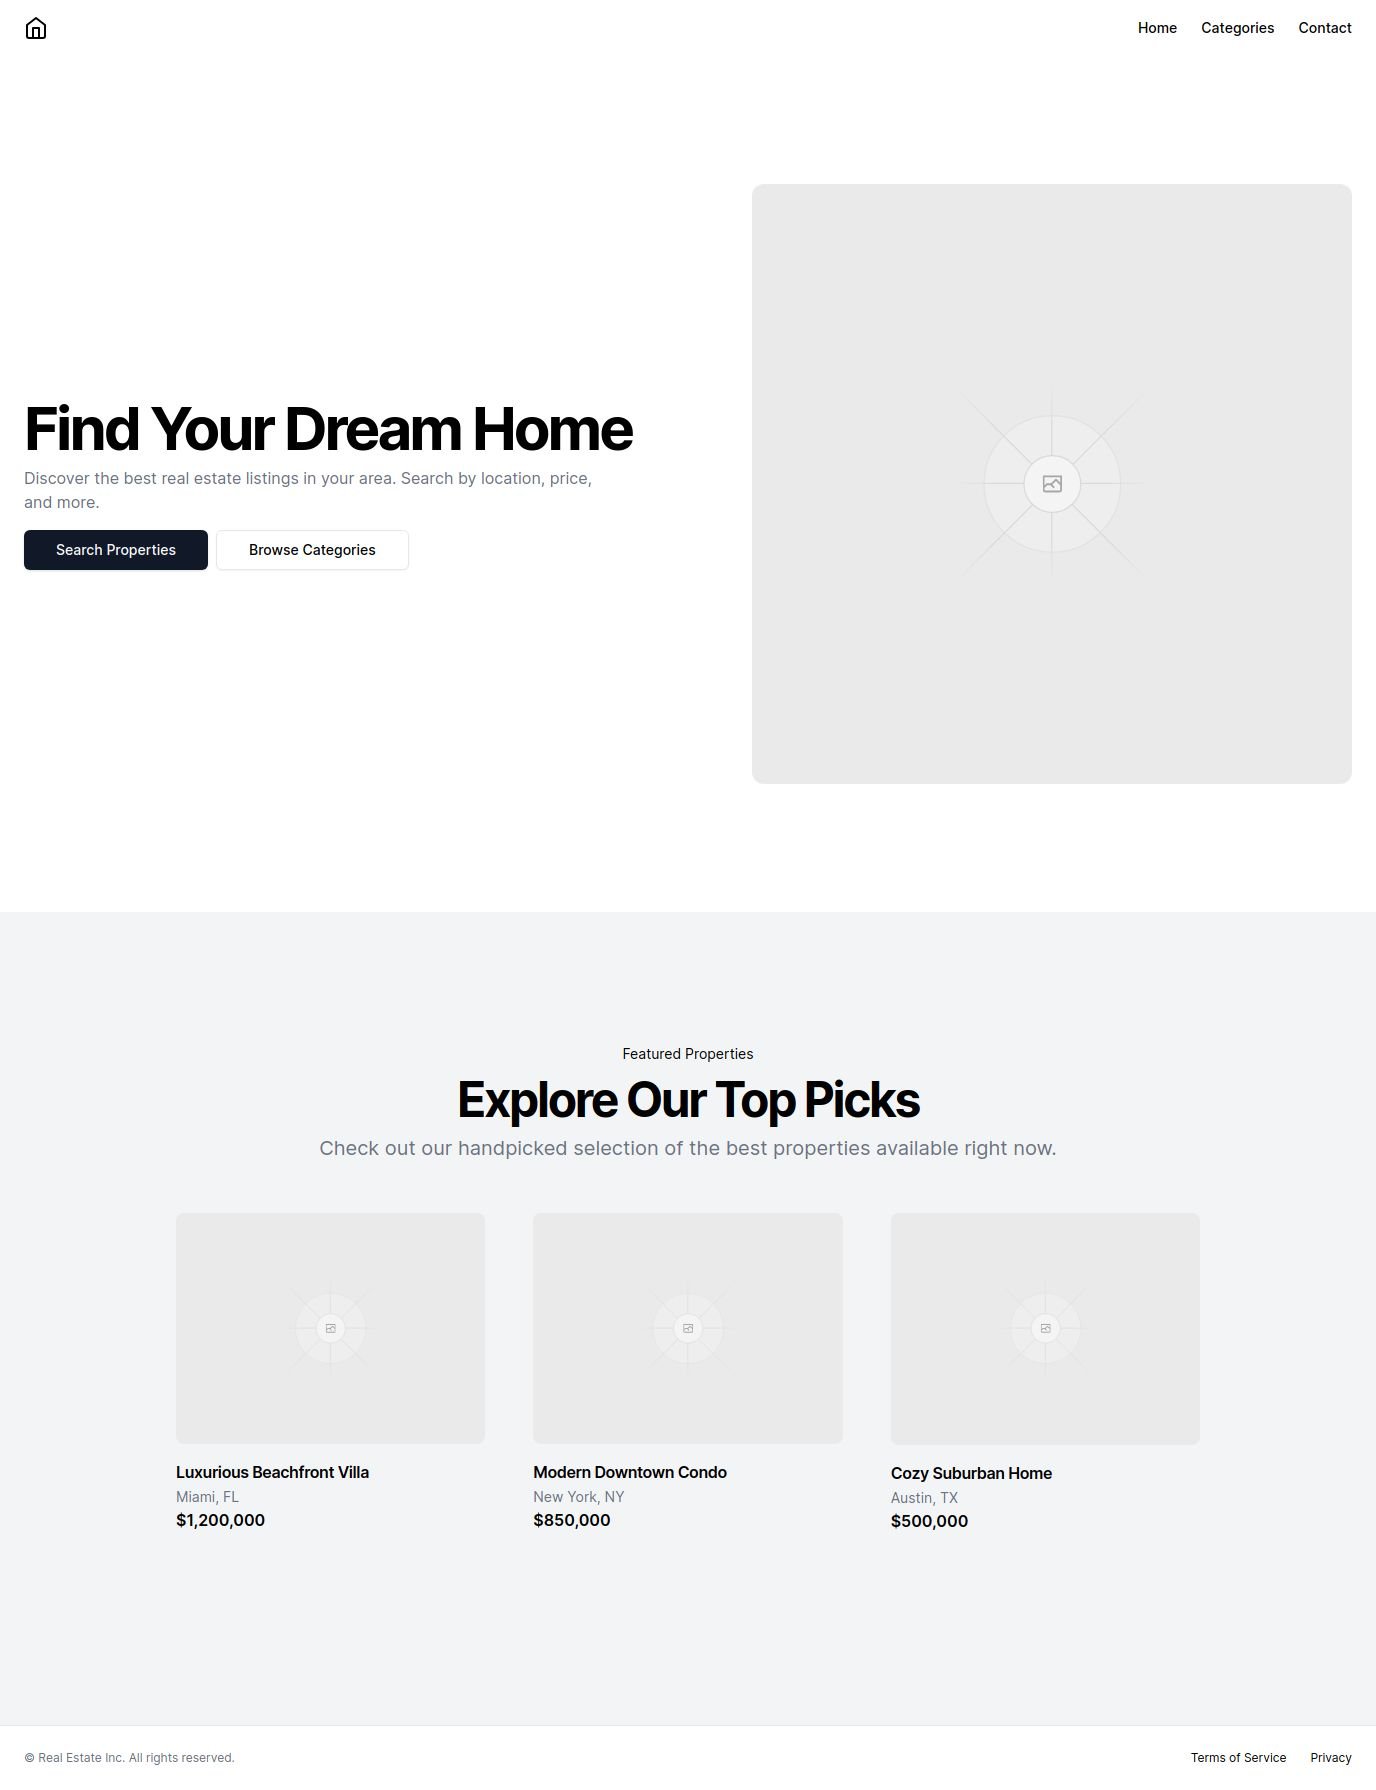 Home Categories Contact
Find Your Dream Home
Discover the best real estate listings in your area. Search by location, price,
and more.
Search Properties Browse Categories
Featured Properties
Explore Our Top Picks
Check out our handpicked selection of the best properties available right now.
Luxurious Beachfront Villa
Miami, FL
$1,200,000
Modern Downtown Condo
New York, NY
$850,000
Cozy Suburban Home
Austin, TX
$500,000
© Real Estate Inc. All rights reserved.
Terms of Service Privacy